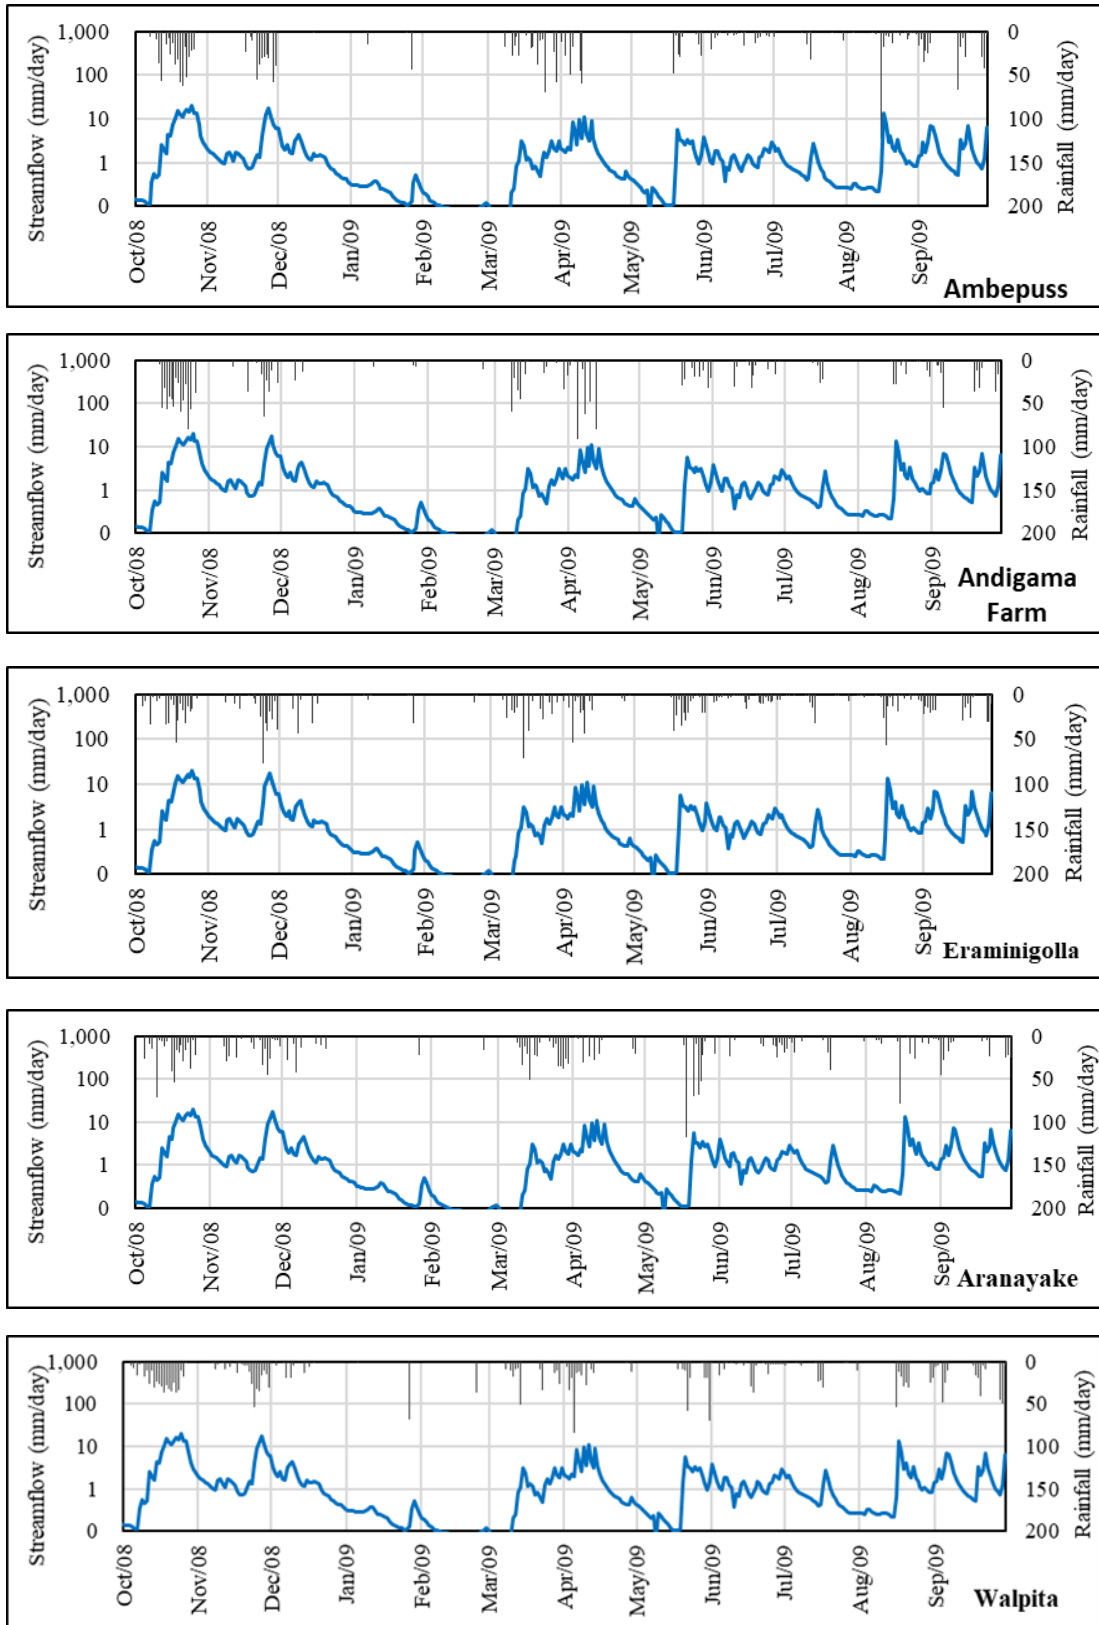 1,000
100
10
1
0
0
50
100
150
200
Streamflow (mm/day)
Rainfall (mm/day)
Oct/08
Nov/08
Dec/08
Jan/09
Feb/09
Mar/09
Apr/09
May/09
Jun/09
Jul/09
Aug/09
Sep/09
Ambepuss
1,000
100
10
1
0
0
50
100
150
200
Streamflow (mm/day)
Rainfall (mm/day)
Oct/08
Nov/08
Dec/08
Jan/09
Feb/09
Mar/09
Apr/09
May/09
Jun/09
Jul/09
Aug/09
Sep/09
Andigama
Farm
1,000
100
10
1
0
0
50
100
150
200
Streamflow (mm/day)
Rainfall (mm/day)
Oct/08
Nov/08
Dec/08
Jan/09
Feb/09
Mar/09
Apr/09
May/09
Jun/09
Jul/09
Aug/09
Sep/09
Eraminigolla
1,000
100
10
1
0
0
50
100
150
200
Streamflow (mm/day)
Rainfall (mm/day)
Oct/08
Nov/08
Dec/08
Jan/09
Feb/09
Mar/09
Apr/09
May/09
Jun/09
Jul/09
Aug/09
Sep/09
Aranayake
1,000
100
10
1
0
0
50
100
150
200
Streamflow (mm/day)
Rainfall (mm/day)
Oct/08
Nov/08
Dec/08
Jan/09
Feb/09
Mar/09
Apr/09
May/09
Jun/09
Jul/09
Aug/09
Sep/09
Walpita